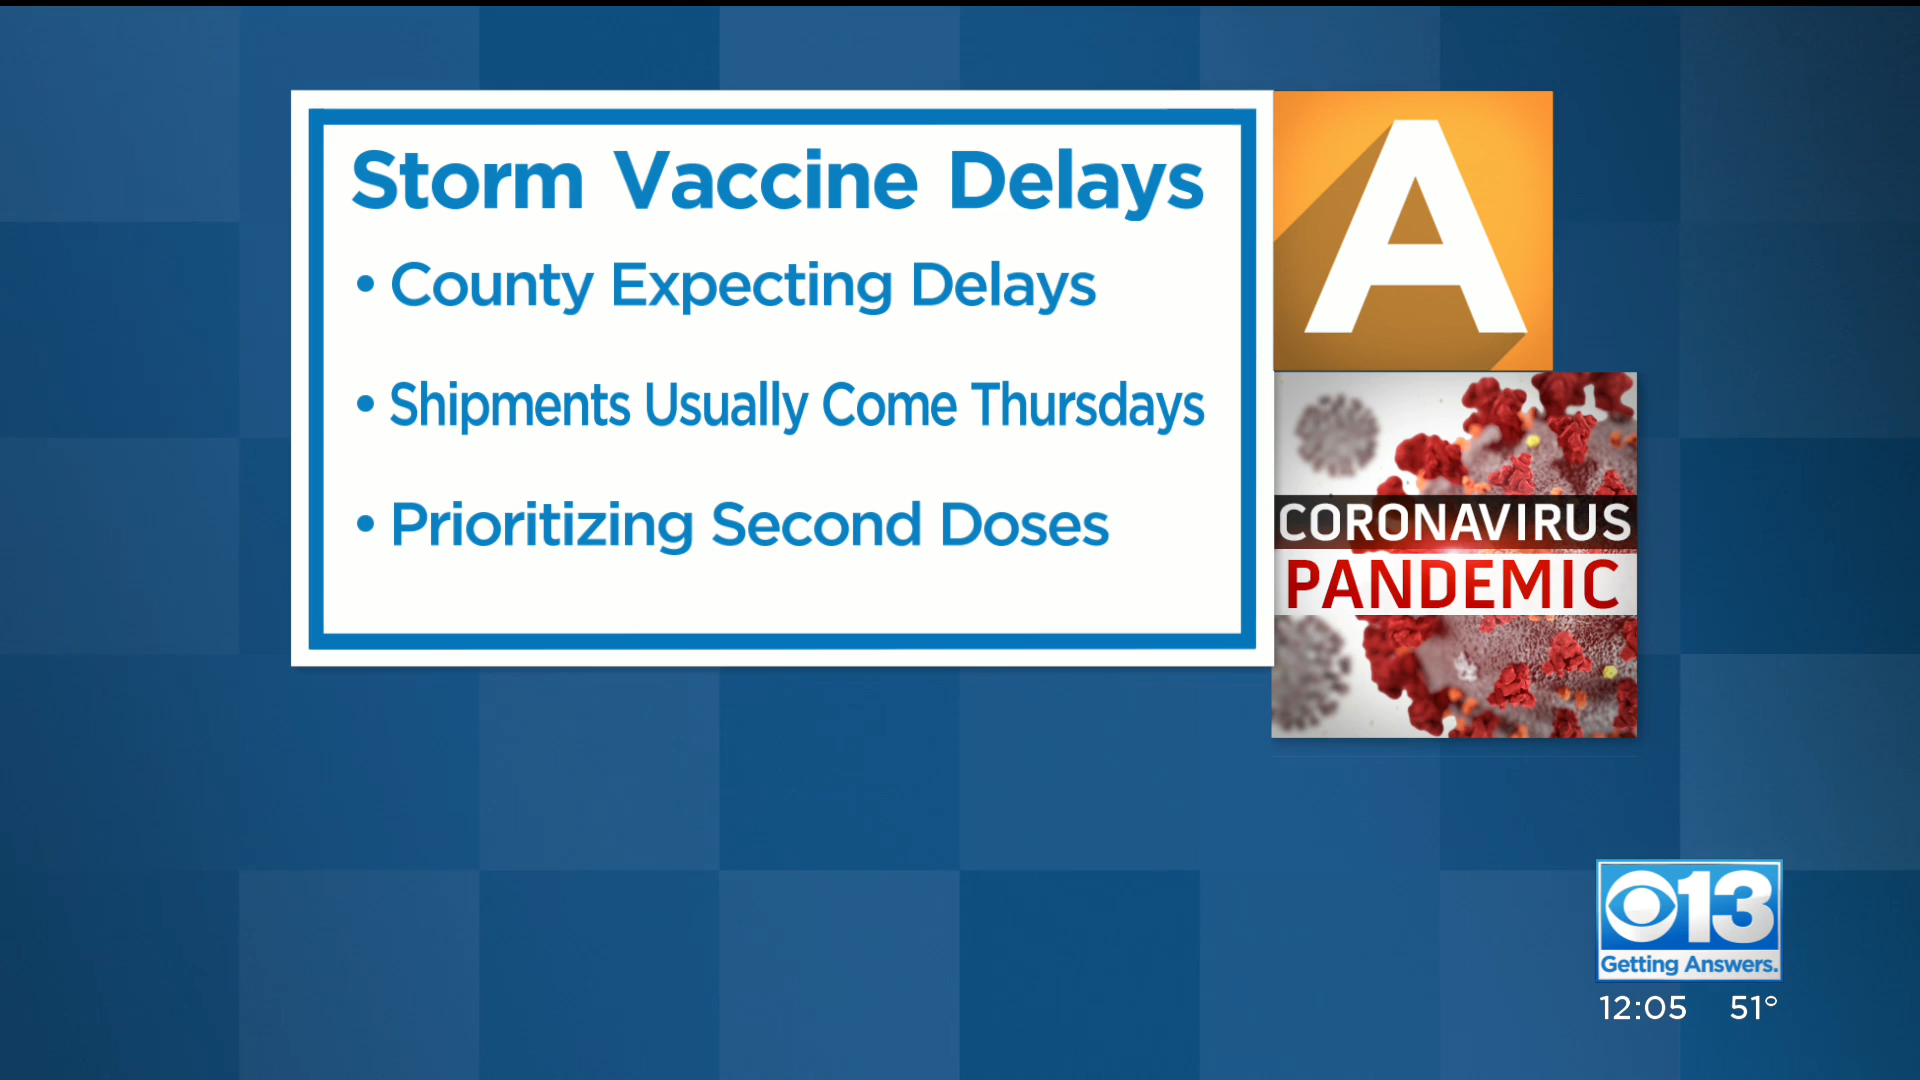 Storm Vaccine Delays
• County Expecting Delays
• Shipments Usually Come Thursdays
• Prioritizing Second Doses
A
CORONAVIRUS
PANDEMIC
13
Getting Answers.
12:05 51°